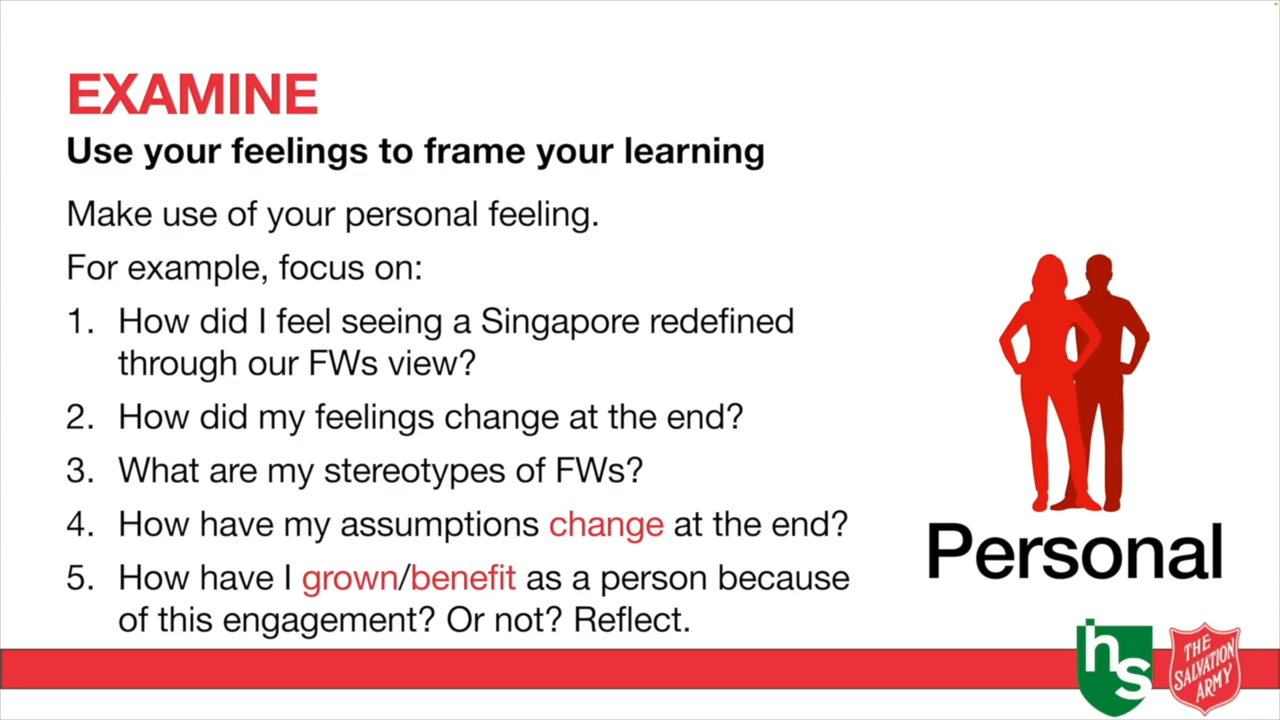 EXAMINE
Use your feelings to frame your learning
Make use of your personal feeling.
For example, focus on:
1. How did I feel seeing a Singapore redefined
through our FWs view?
2. How did my feelings change at the end?
3. What are my stereotypes of FWs?
4. How have my assumptions change at the end?
5. How have I grown/benefit as a person because
of this engagement? Or not? Reflect.
Personal
hs
THE
SALVATION
ARMY